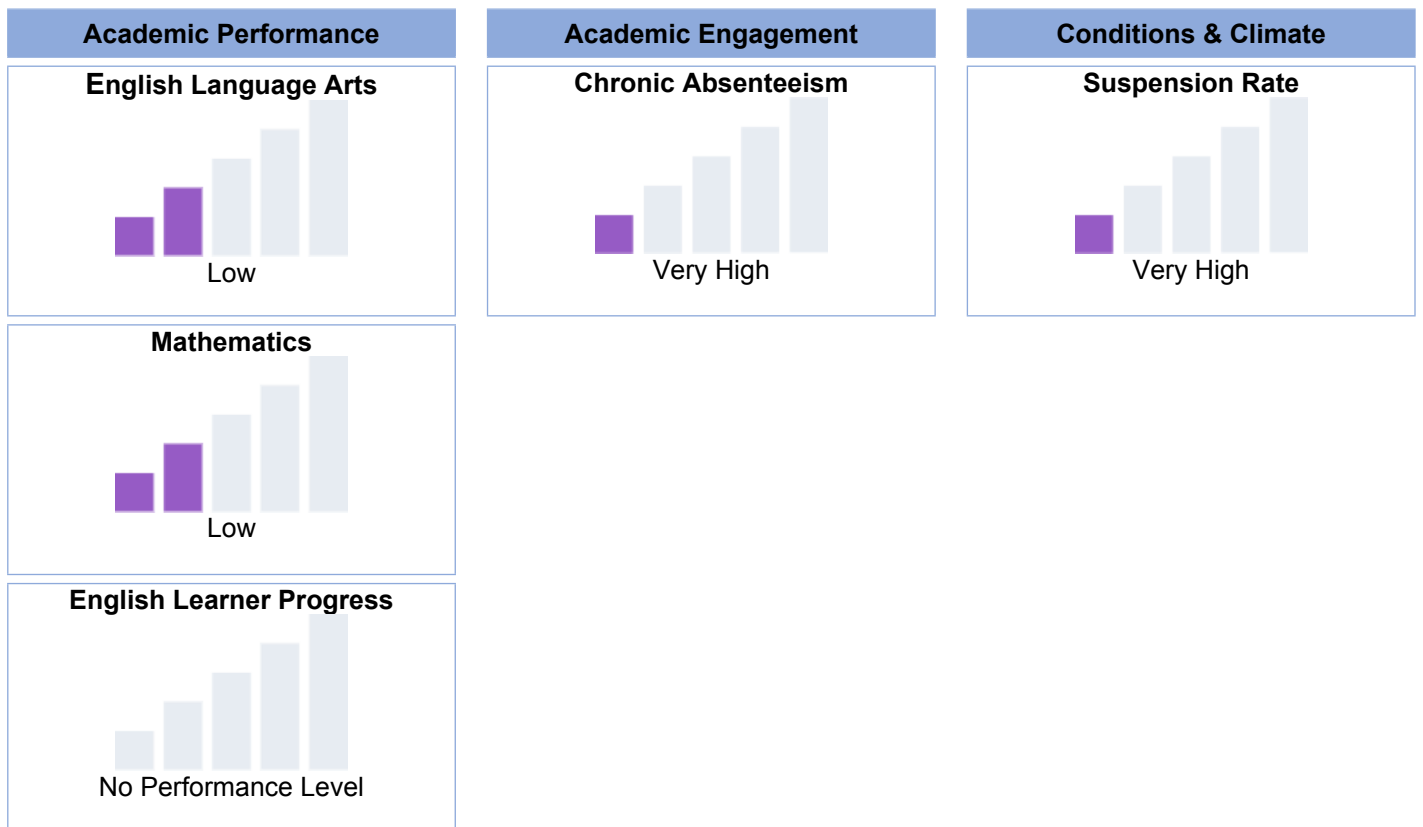 Academic Performance
English Language Arts
Low
Mathematics
Low
English Learner Progress
No Performance Level
Academic Engagement
Chronic Absenteeism
Very High
Conditions & Climate
Suspension Rate
Very High